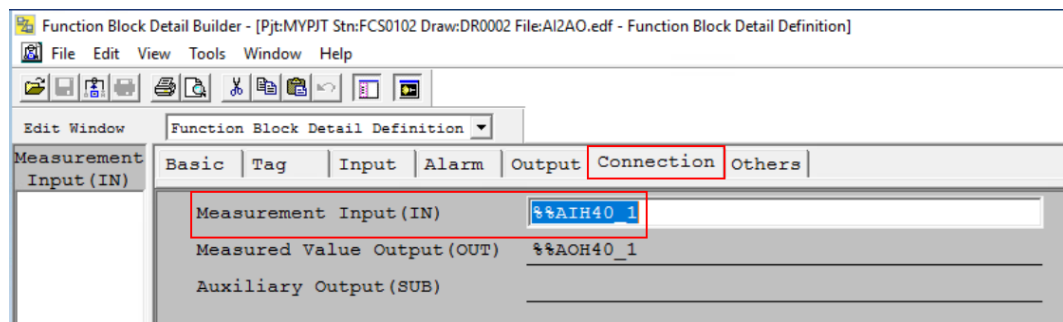 Function Block Detail Builder - [Pjt:MYPJT Stn:FCS0102 Draw:DR0002 File:AI2AO.edf - Function Block Detail Definition]
File Edit View Tools Window Help
Edit Window Function Block Detail Definition
Measurement Input(IN)
Basic Tag Input Alarm Output Connection Others
Measurement Input(IN) %%AIH40_1
Measured Value Output(OUT) %%AOH40_1
Auxiliary Output(SUB)